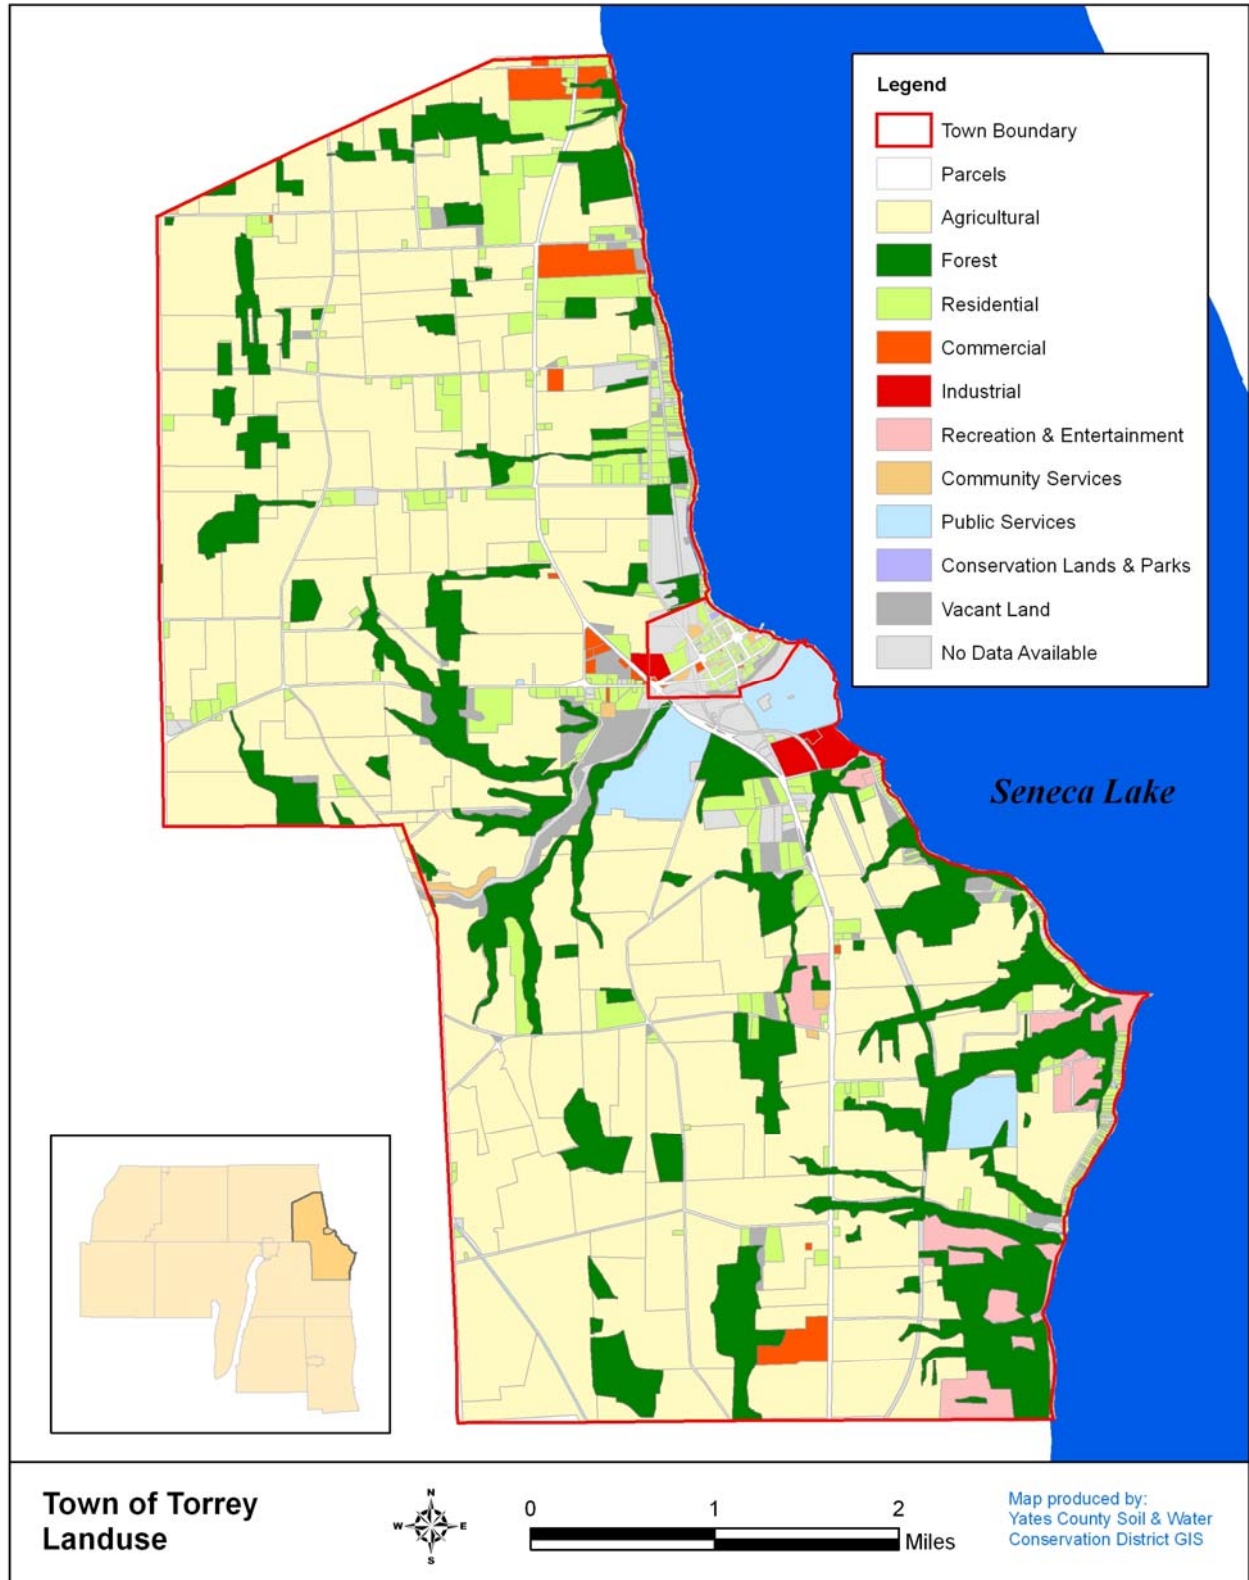 Legend
Town Boundary
Parcels
Agricultural
Forest
Residential
Commercial
Industrial
Recreation & Entertainment
Community Services
Public Services
Conservation Lands & Parks
Vacant Land
No Data Available
Seneca Lake
Town of Torrey
Landuse
N
W E
S
0 1 2
Miles
Map produced by:
Yates County Soil & Water
Conservation District GIS